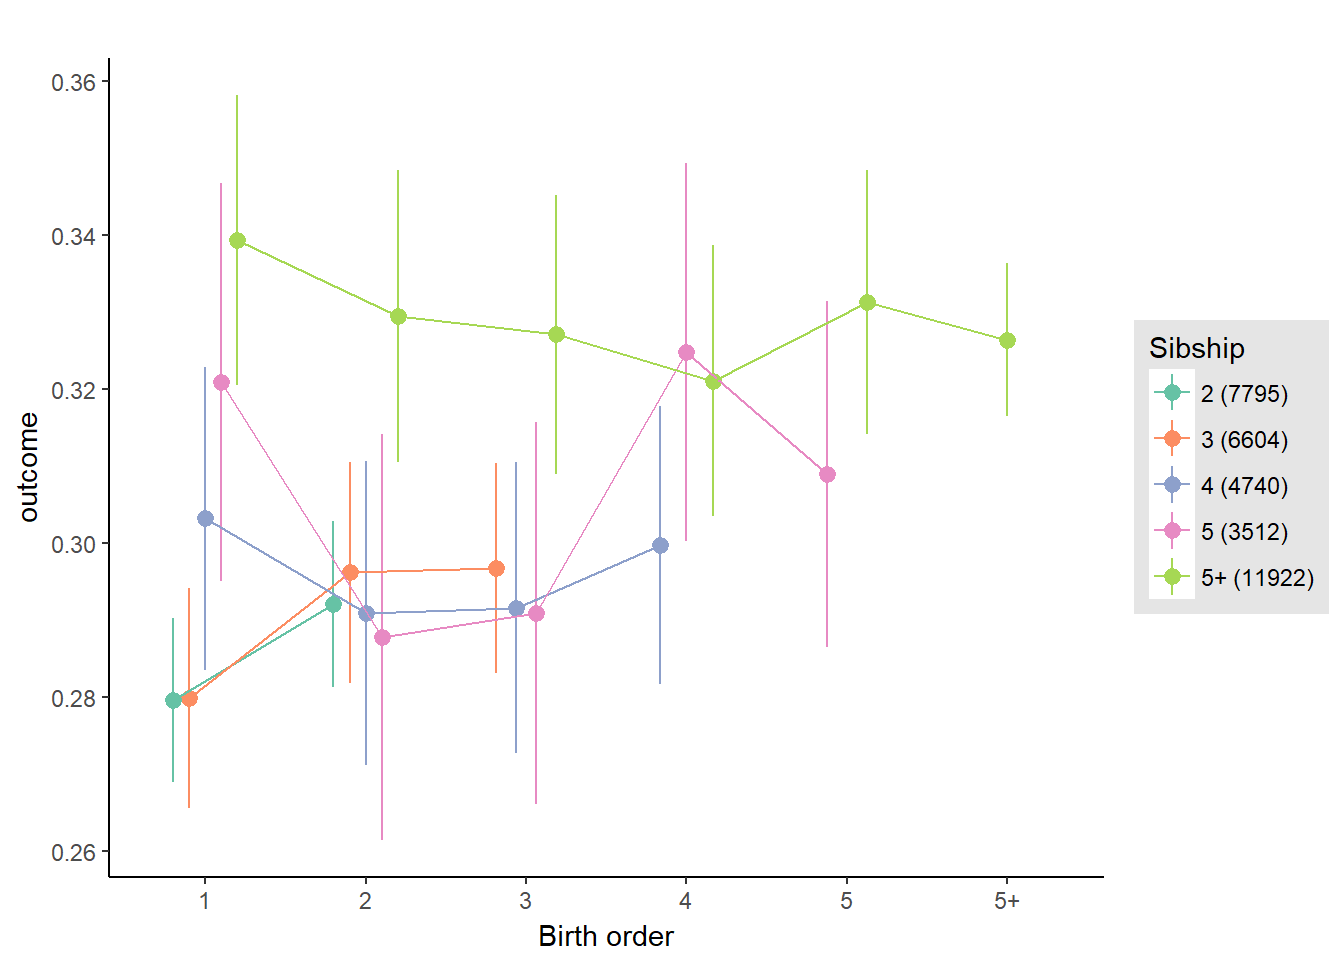 0.36
0.34
0.32
0.30
0.28
0.26
outcome
1 2 3 4 5 5+
Birth order
Sibship
2 (7795)
3 (6604)
4 (4740)
5 (3512)
5+ (11922)